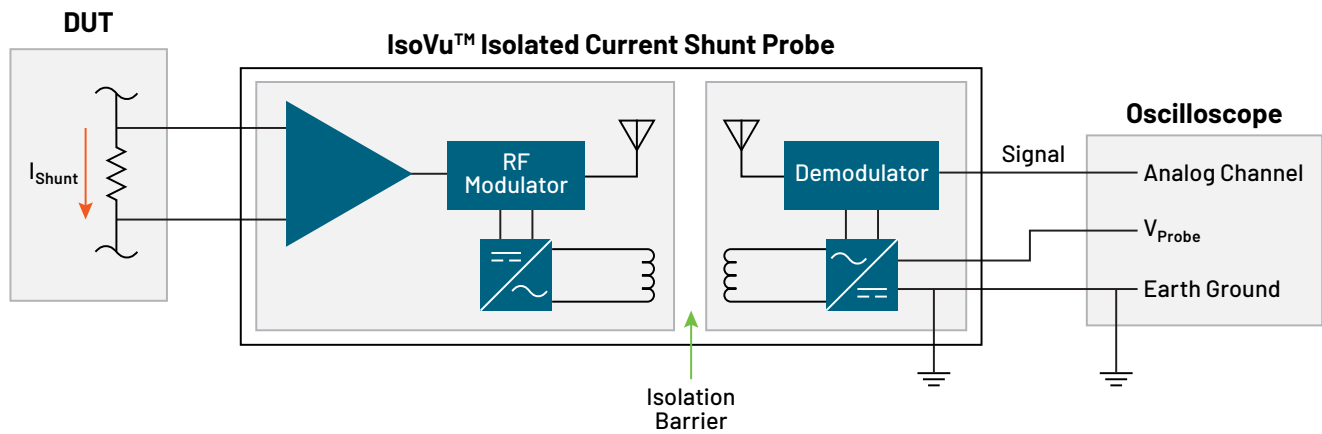 DUT
IsoVu™ Isolated Current Shunt Probe
Oscilloscope
I_Shunt
RF
Modulator
Demodulator
Signal
Analog Channel
V_Probe
Earth Ground
Isolation
Barrier